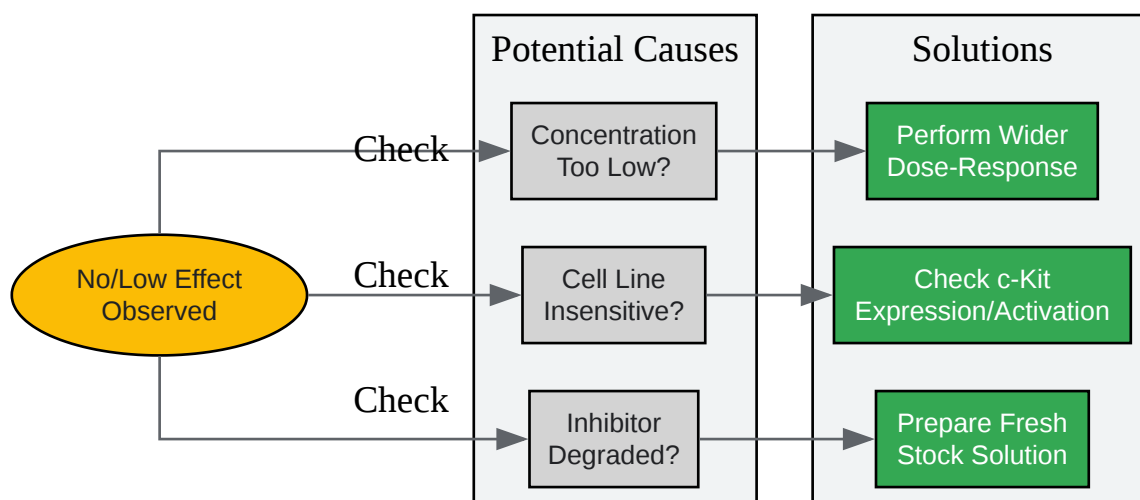 Potential Causes
Solutions
Check
Concentration
Too Low?
Perform Wider
Dose-Response
No/Low Effect
Observed
Check
Cell Line
Insensitive?
Check c-Kit
Expression/Activation
Check
Inhibitor
Degraded?
Prepare Fresh
Stock Solution